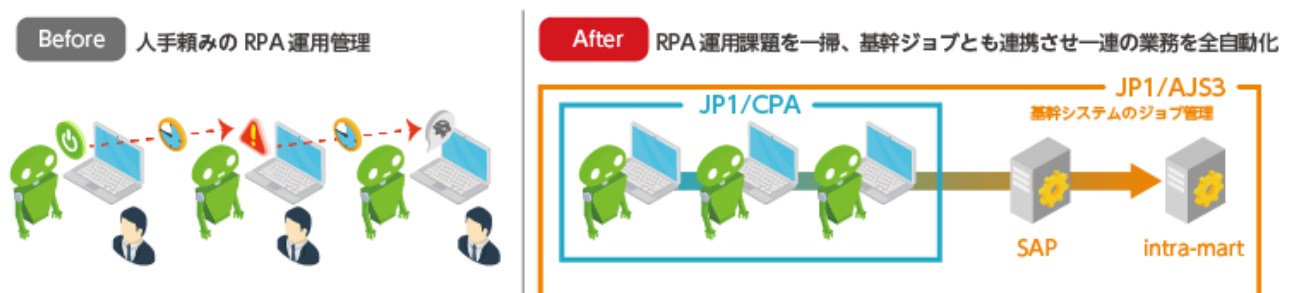 Before 人手頼みの RPA 運用管理
After RPA 運用課題を一掃、基幹ジョブとも連携させ一連の業務を全自動化
JP1/AJS3
基幹システムのジョブ管理
JP1/CPA
SAP
intra-mart